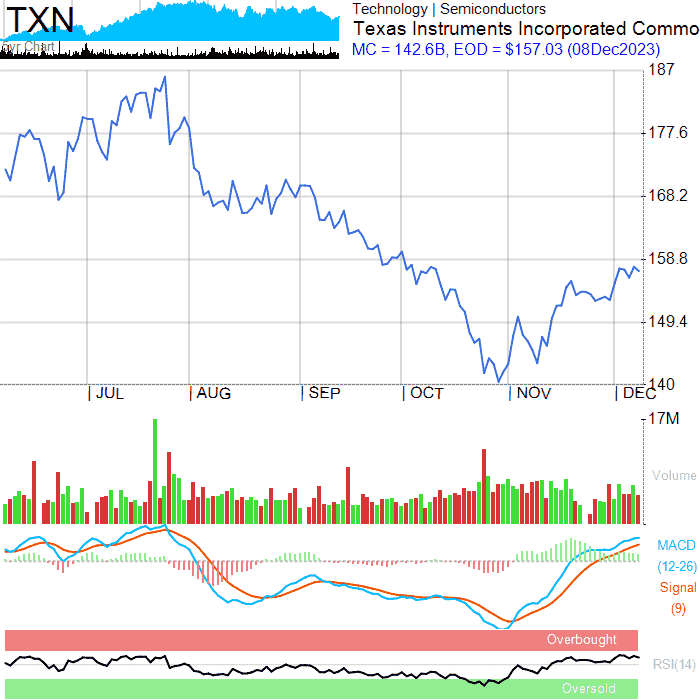 TXN
5yr Chart
Technology | Semiconductors
Texas Instruments Incorporated Commo
MC = 142.6B, EOD = $157.03 (08Dec2023)
187
177.6
168.2
158.8
149.4
140
JUL
AUG
SEP
OCT
NOV
DEC
17M
Volume
MACD
(12-26)
Signal
(9)
Overbought
RSI(14)
Oversold